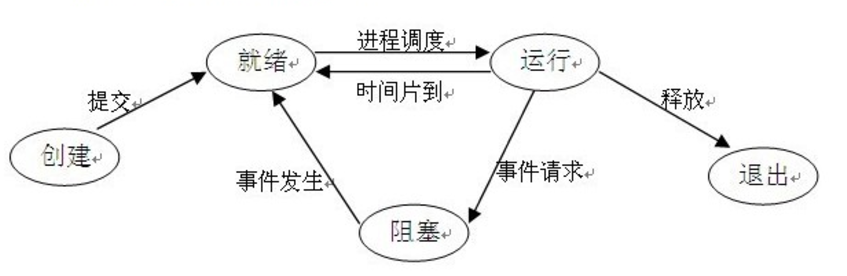 进程调度
就绪
运行
时间片到
提交
释放
创建
事件发生
事件请求
退出
阻塞